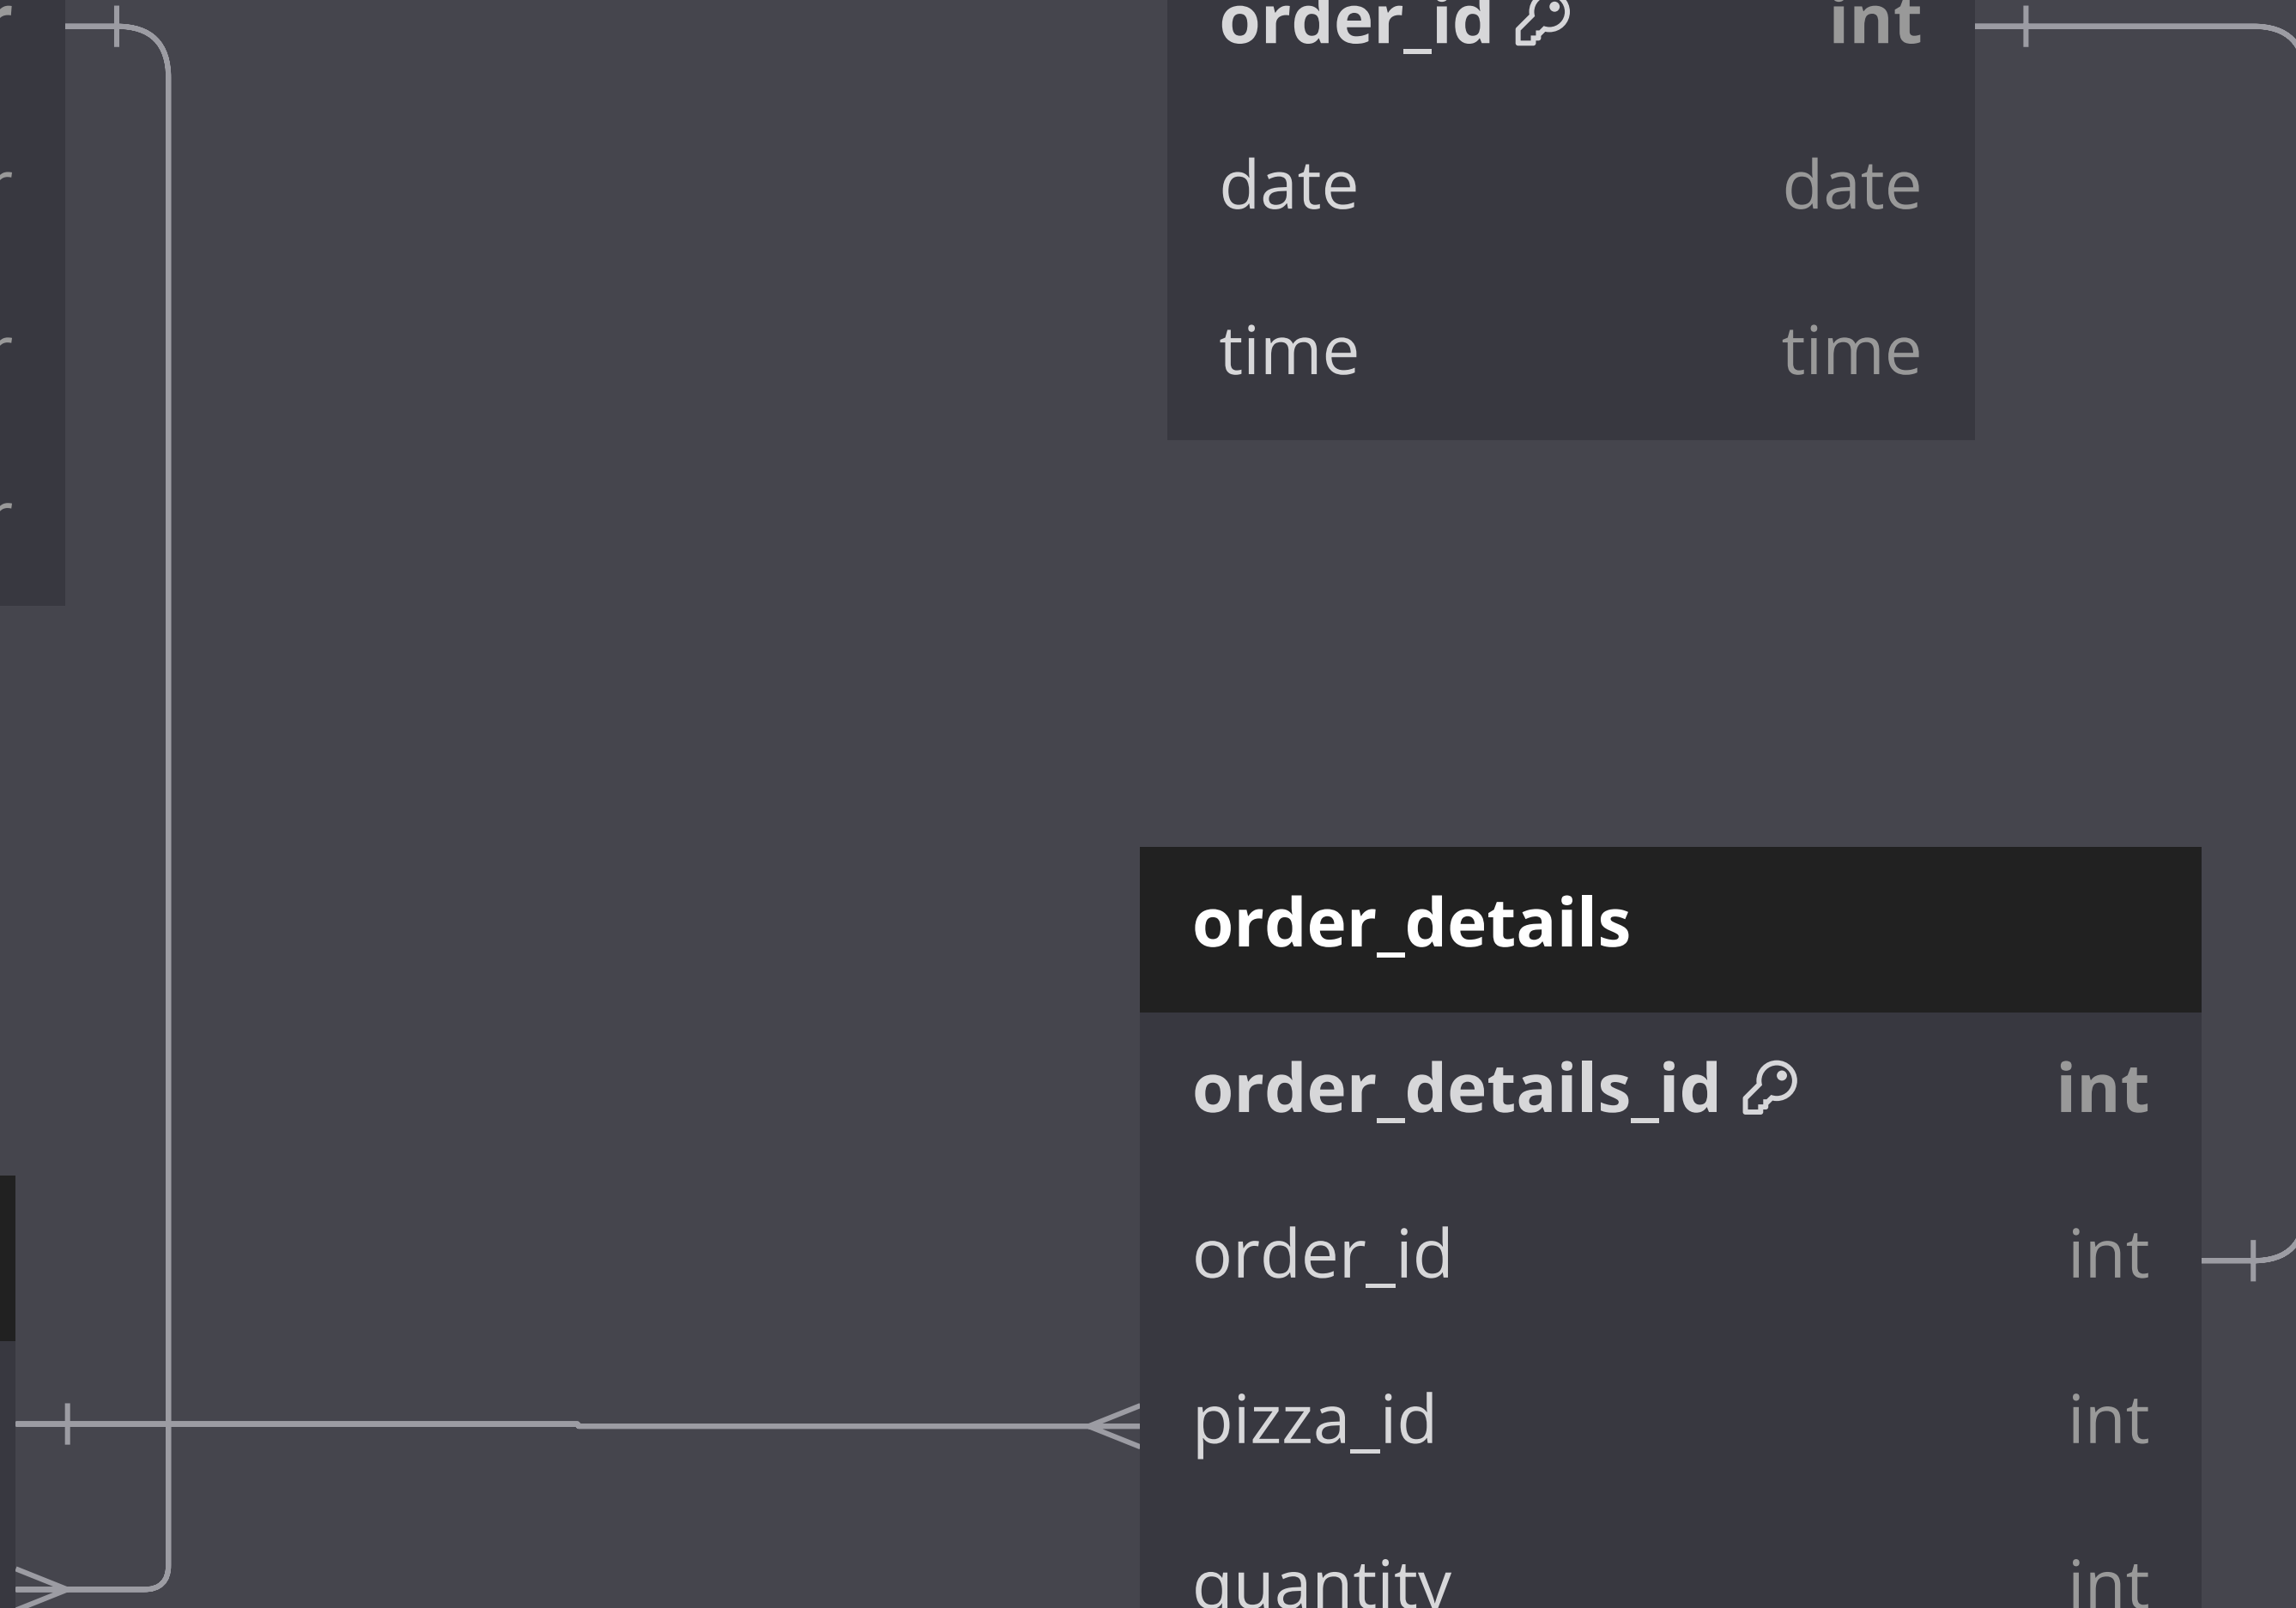 order_id int
date date
time time
order_details
order_details_id int
order_id int
pizza_id int
quantity int